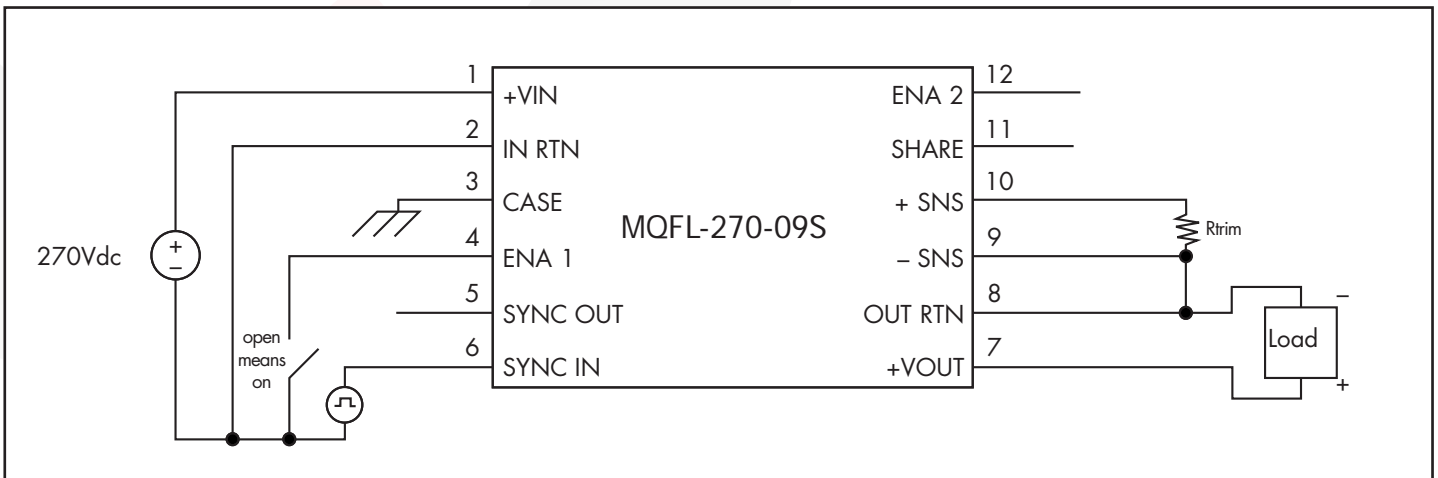 1
+VIN
2
IN RTN
3
CASE
4
ENA 1
5
SYNC OUT
6
SYNC IN
MQFL-270-09S
12
ENA 2
11
SHARE
10
+ SNS
9
– SNS
8
OUT RTN
7
+VOUT
270Vdc
+
–
open
means
on
Rtrim
–
Load
+